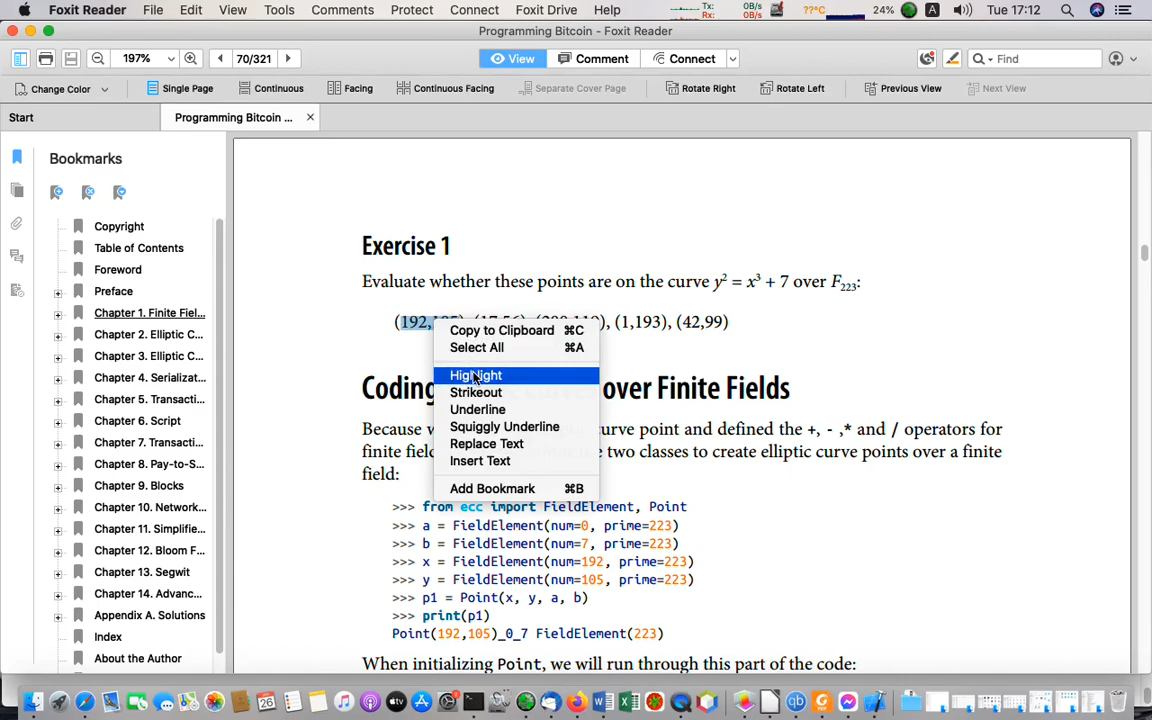 Foxit Reader File Edit View Tools Comments Protect Connect Foxit Drive Help Tx: 0B/s Rx: 0B/s ??°C 24% A Tue 17:12
Programming Bitcoin - Foxit Reader
197% 70/321 View Comment Connect Find
Change Color Single Page Continuous Facing Continuous Facing Separate Cover Page Rotate Right Rotate Left Previous View Next View
Start Programming Bitcoin ...
Bookmarks
Copyright
Table of Contents
Foreword
Preface
Chapter 1. Finite Fiel...
Chapter 2. Elliptic C...
Chapter 3. Elliptic C...
Chapter 4. Serializat...
Chapter 5. Transacti...
Chapter 6. Script
Chapter 7. Transacti...
Chapter 8. Pay-to-S...
Chapter 9. Blocks
Chapter 10. Network...
Chapter 11. Simplifie...
Chapter 12. Bloom F...
Chapter 13. Segwit
Chapter 14. Advanc...
Appendix A. Solutions
Index
About the Author
Exercise 1
Evaluate whether these points are on the curve y² = x³ + 7 over F₂₂₃:
(192,105), (17,56), (200,119), (1,193), (42,99)
Copy to Clipboard ⌘C
Select All ⌘A
Highlight
Strikeout
Underline
Squiggly Underline
Replace Text
Insert Text
Add Bookmark ⌘B
Coding curves over Finite Fields
Because curve point and defined the +, - ,* and / operators for
finite field two classes to create elliptic curve points over a finite
field:
>>> from ecc import FieldElement, Point
>>> a = FieldElement(num=0, prime=223)
>>> b = FieldElement(num=7, prime=223)
>>> x = FieldElement(num=192, prime=223)
>>> y = FieldElement(num=105, prime=223)
>>> p1 = Point(x, y, a, b)
>>> print(p1)
Point(192,105)_0_7 FieldElement(223)
When initializing Point, we will run through this part of the code: